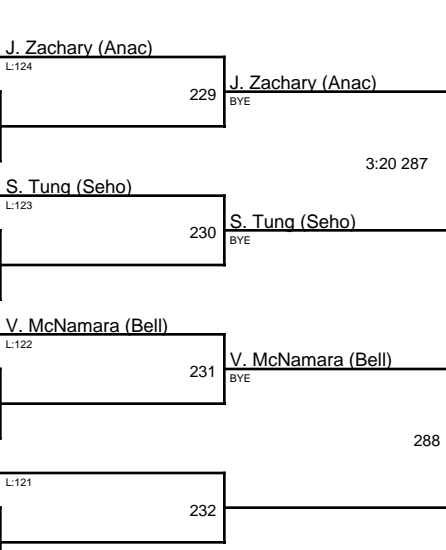 J. Zachary (Anac)
L:124
229
J. Zachary (Anac)
BYE
3:20 287
S. Tung (Seho)
L:123
230
S. Tung (Seho)
BYE
V. McNamara (Bell)
L:122
231
V. McNamara (Bell)
BYE
288
L:121
232